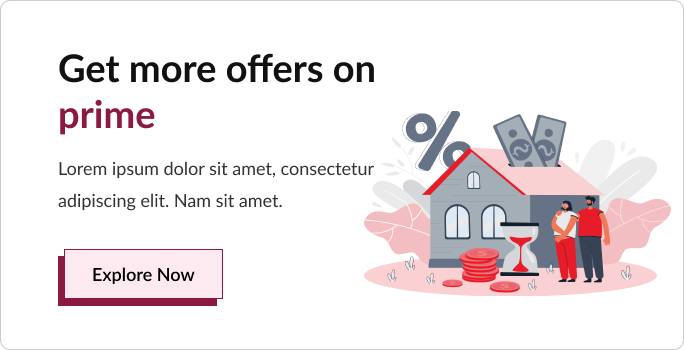 Get more offers on
prime
Lorem ipsum dolor sit amet, consectetur
adipiscing elit. Nam sit amet.
Explore Now
%